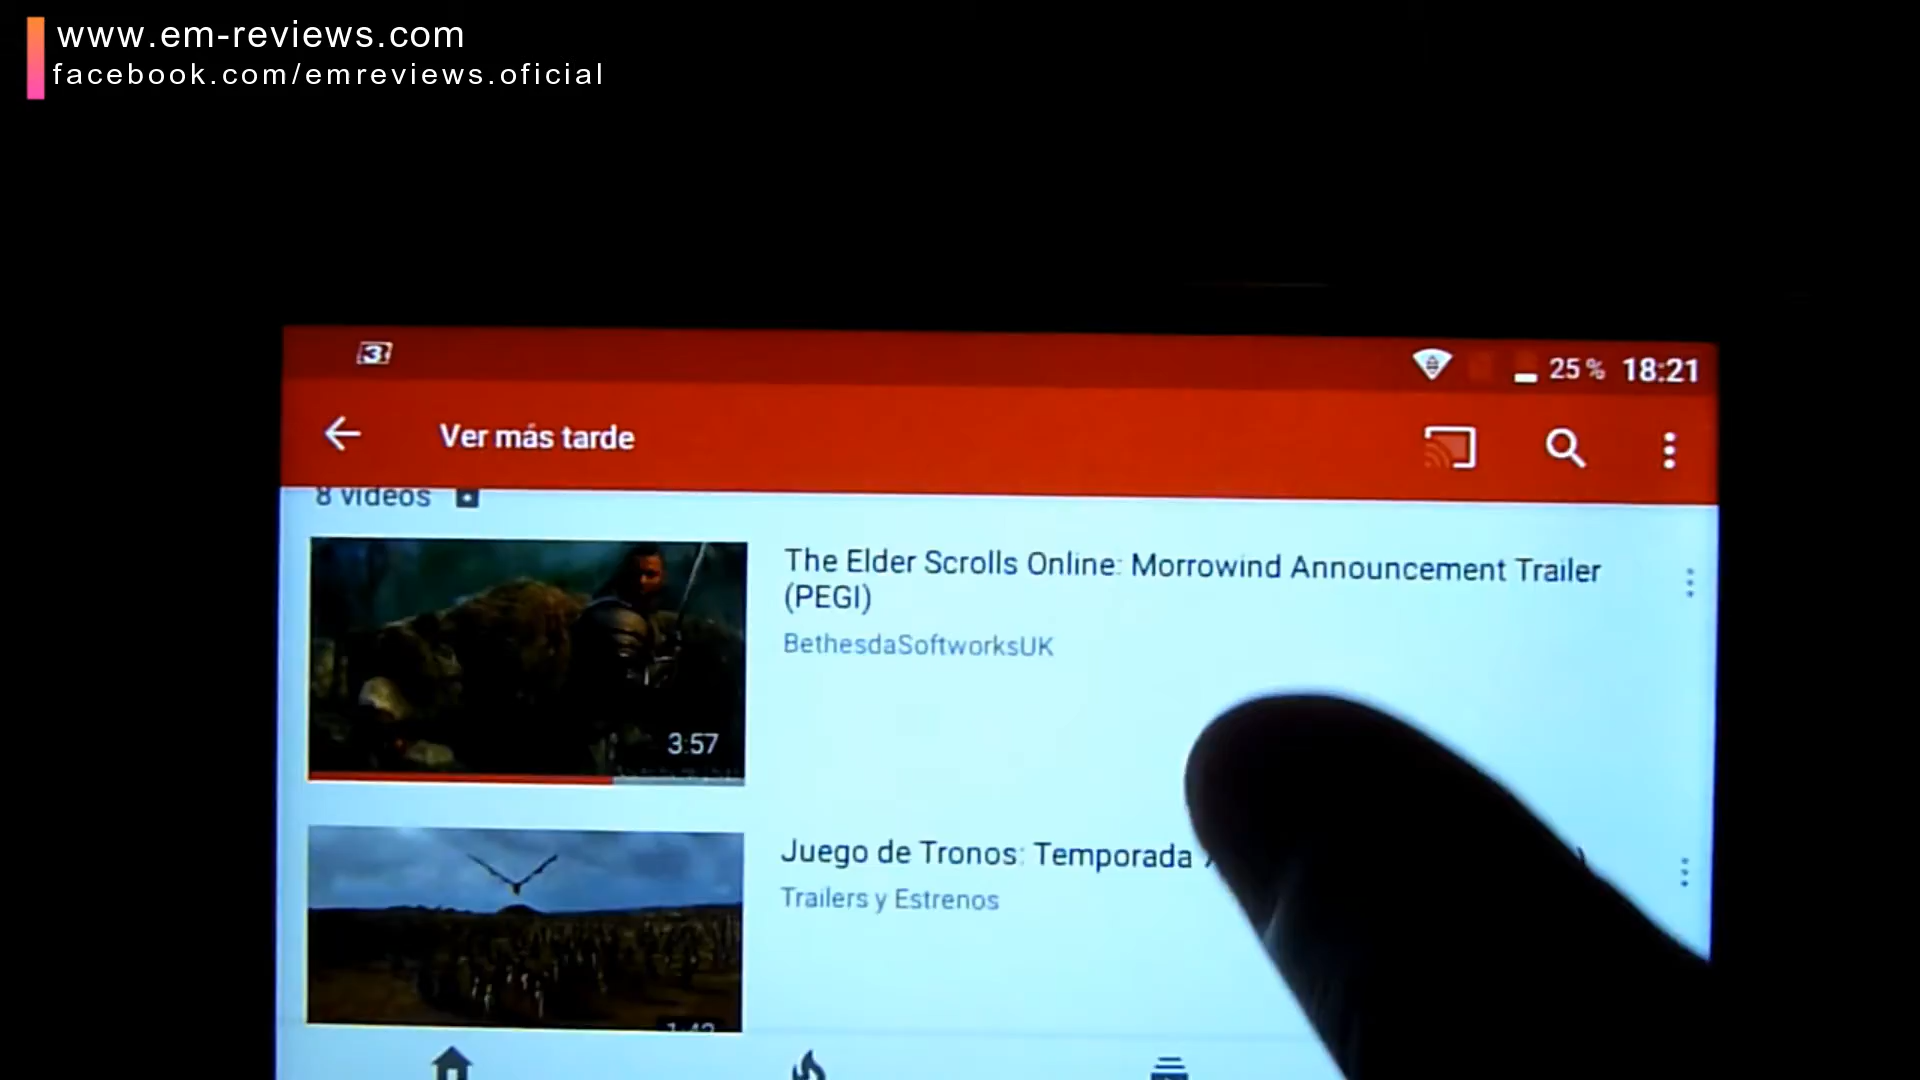 www.em-reviews.com
facebook.com/emreviews.oficial
3
25 % 18:21
Ver más tarde
8 videos
The Elder Scrolls Online: Morrowind Announcement Trailer
(PEGI)
BethesdaSoftworksUK
3:57
Juego de Tronos: Temporada
Trailers y Estrenos